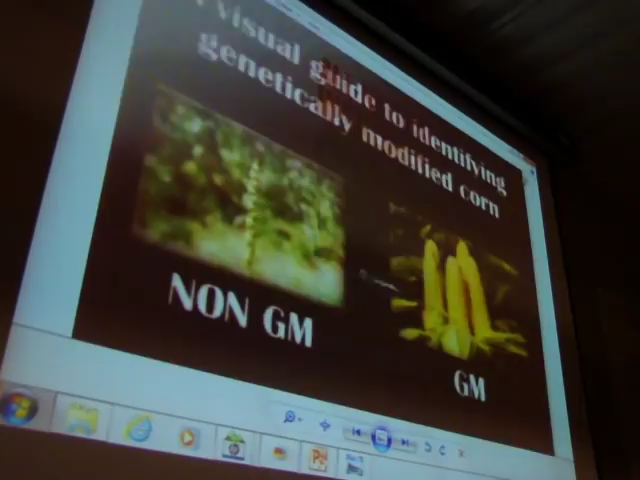 visual guide to identifying
genetically modified corn
NON GM
GM